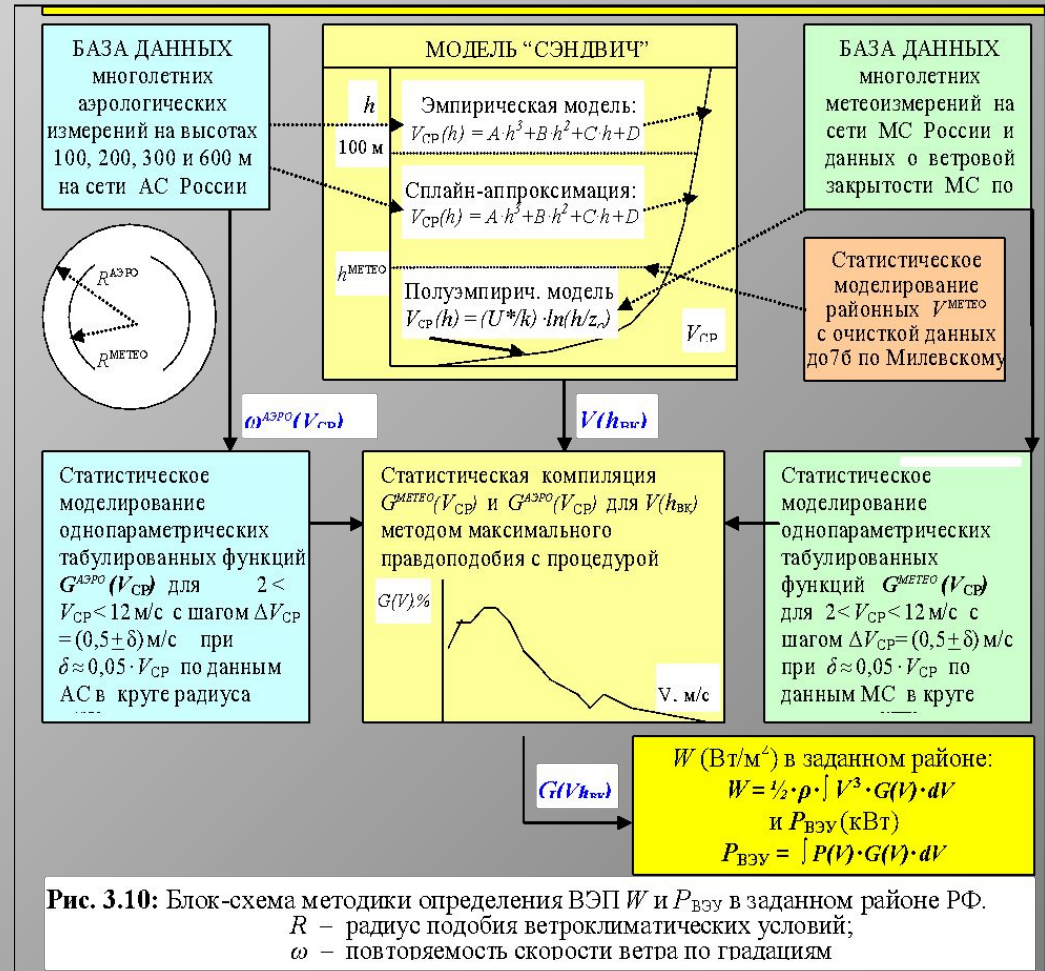 БАЗА ДАННЫХ
многолетних
аэрологических
измерений на высотах
100, 200, 300 и 600 м
на сети АС России
МОДЕЛЬ “СЭНДВИЧ”
h
100 м
Эмпирическая модель:
V_СР(h) = A·h³+B·h²+C·h+D
Сплайн-аппроксимация:
V_СР(h) = A·h³+B·h²+C·h+D
h^МЕТЕО
Полуэмпирич. модель
V_СР(h) = (U*/k) ·ln(h/z₀)
V_СР
БАЗА ДАННЫХ
многолетних
метеоизмерений на
сети МС России и
данных о ветровой
закрытости МС по
R^АЭРО
R^МЕТЕО
Статистическое
моделирование
районных V^МЕТЕО
с очисткой данных
до7б по Милевскому
ω^АЭРО(V_СР)
V(h_ВК)
Статистическое
моделирование
однопараметрических
табулированных функций
G^АЭРО(V_СР) для 2 <
V_СР< 12 м/с с шагом ΔV_СР
= (0,5±δ) м/с при
δ≈0,05· V_СР по данным
АС в круге радиуса
Статистическая компиляция
G^МЕТЕО(V_СР) и G^АЭРО(V_СР) для V(h_ВК)
методом максимального
правдоподобия с процедурой
G(V),%
V, м/с
Статистическое
моделирование
однопараметрических
табулированных
функций G^МЕТЕО(V_СР)
для 2< V_СР<12 м/с с
шагом ΔV_СР= (0,5±δ) м/с
при δ≈0,05· V_СР по
данным МС в круге
G(Vh_ВК)
W (Вт/м²) в заданном районе:
W = ½·ρ·∫ V³·G(V)·dV
и P_ВЭУ (кВт)
P_ВЭУ = ∫P(V)·G(V)·dV
Рис. 3.10: Блок-схема методики определения ВЭП W и P_ВЭУ в заданном районе РФ.
R – радиус подобия ветроклиматических условий;
ω – повторяемость скорости ветра по градациям